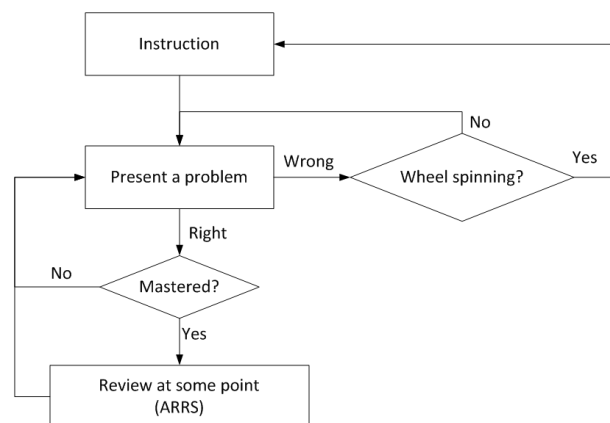 Instruction
No
Present a problem
Wrong
Wheel spinning?
Yes
Right
No
Mastered?
Yes
Review at some point
(ARRS)